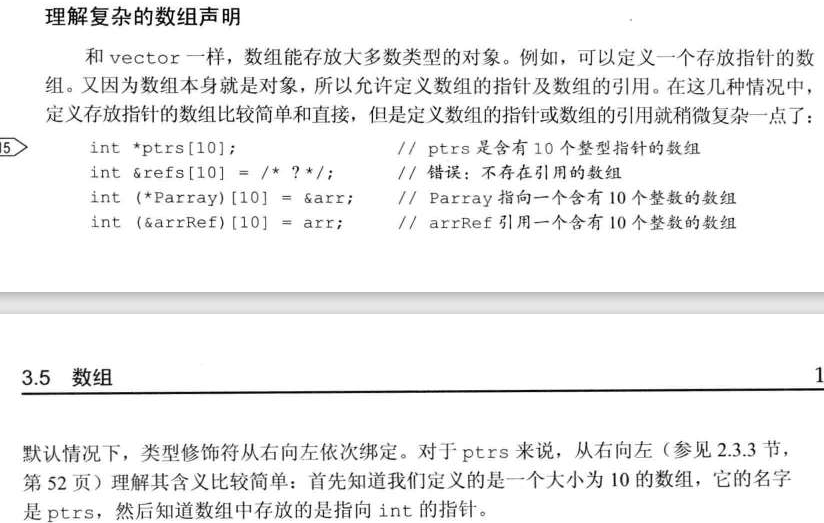 理解复杂的数组声明
和 vector 一样，数组能存放大多数类型的对象。例如，可以定义一个存放指针的数
组。又因为数组本身就是对象，所以允许定义数组的指针及数组的引用。在这几种情况中，
定义存放指针的数组比较简单和直接，但是定义数组的指针或数组的引用就稍微复杂一点了：
int *ptrs[10]; // ptrs 是含有 10 个整型指针的数组
int &refs[10] = /* ? */; // 错误：不存在引用的数组
int (*Parray)[10] = &arr; // Parray 指向一个含有 10 个整数的数组
int (&arrRef)[10] = arr; // arrRef 引用一个含有 10 个整数的数组
3.5 数组
默认情况下，类型修饰符从右向左依次绑定。对于 ptrs 来说，从右向左（参见 2.3.3 节，
第 52 页）理解其含义比较简单：首先知道我们定义的是一个大小为 10 的数组，它的名字
是 ptrs，然后知道数组中存放的是指向 int 的指针。